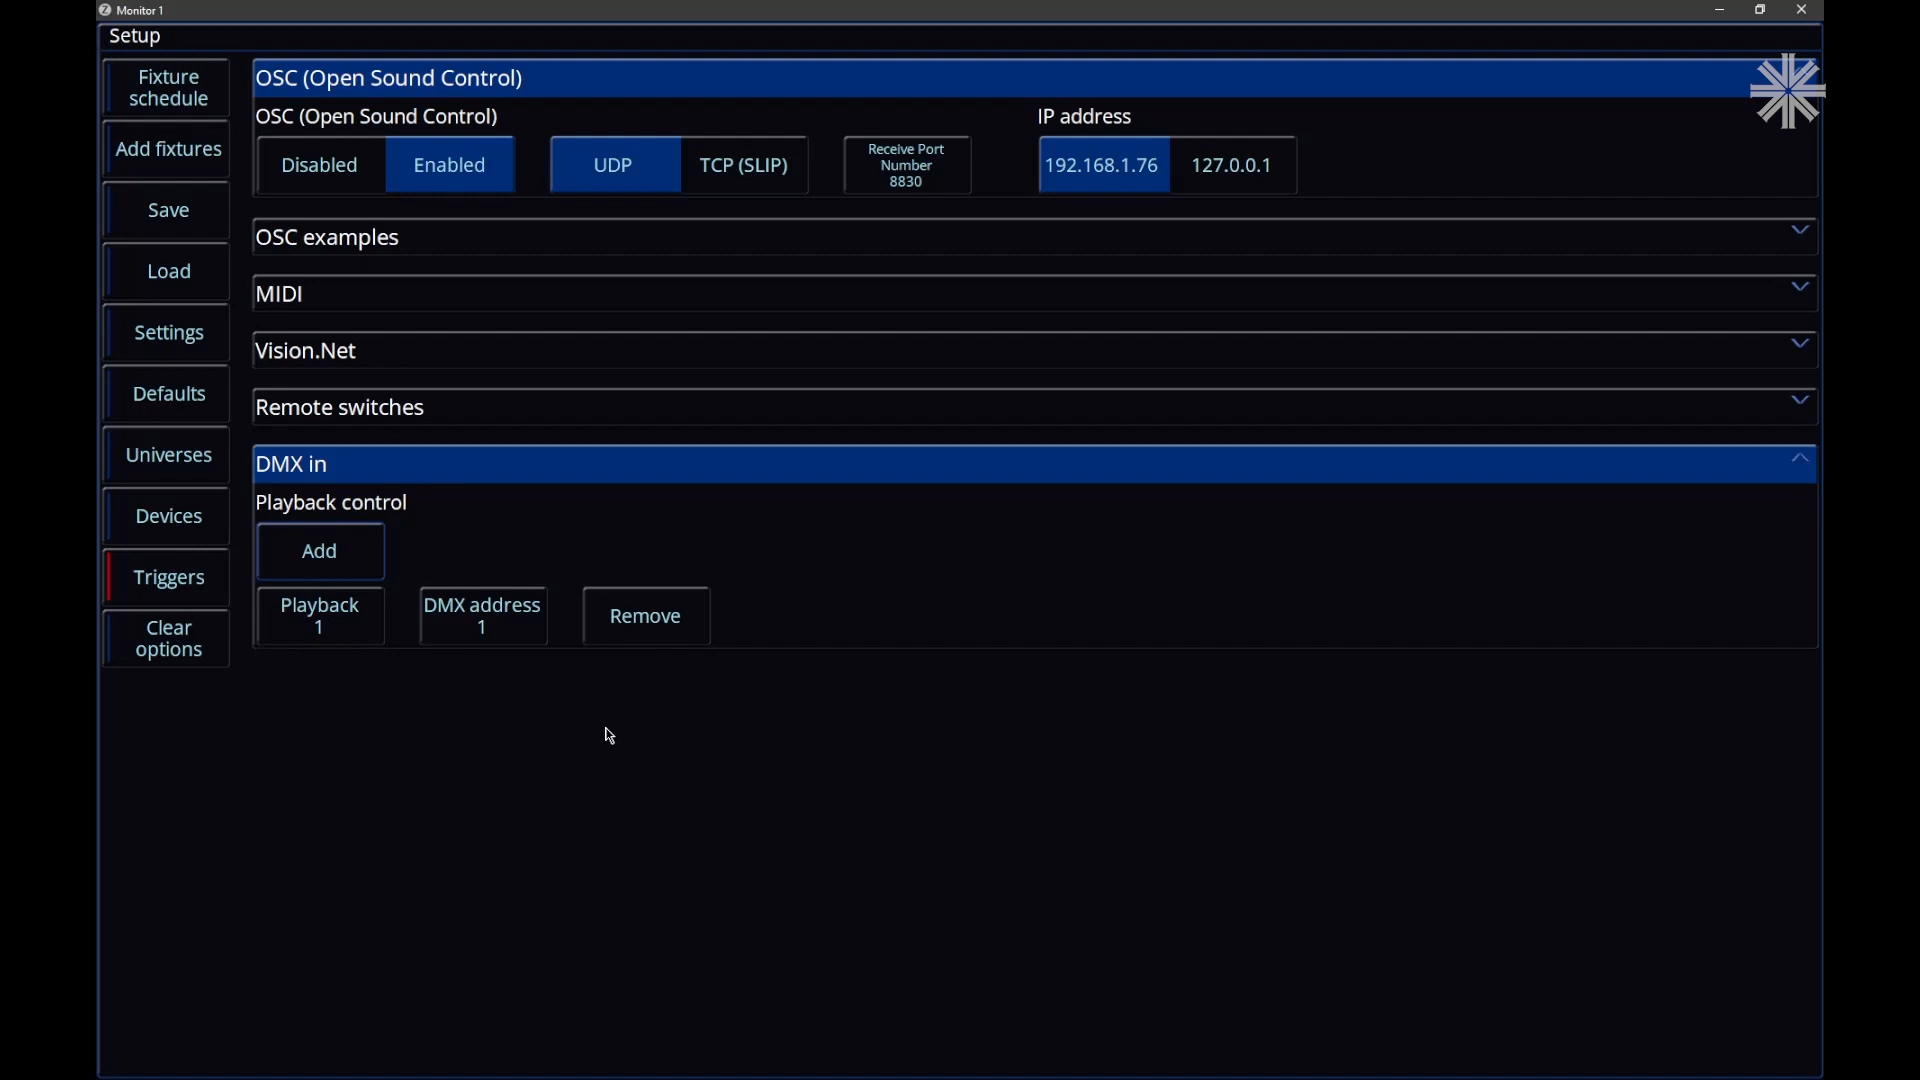 Monitor 1
Setup
Fixture
schedule
Add fixtures
Save
Load
Settings
Defaults
Universes
Devices
Triggers
Clear
options
OSC (Open Sound Control)
OSC (Open Sound Control)
IP address
Disabled
Enabled
UDP
TCP (SLIP)
Receive Port
Number
8830
192.168.1.76
127.0.0.1
OSC examples
MIDI
Vision.Net
Remote switches
DMX in
Playback control
Add
Playback
1
DMX address
1
Remove